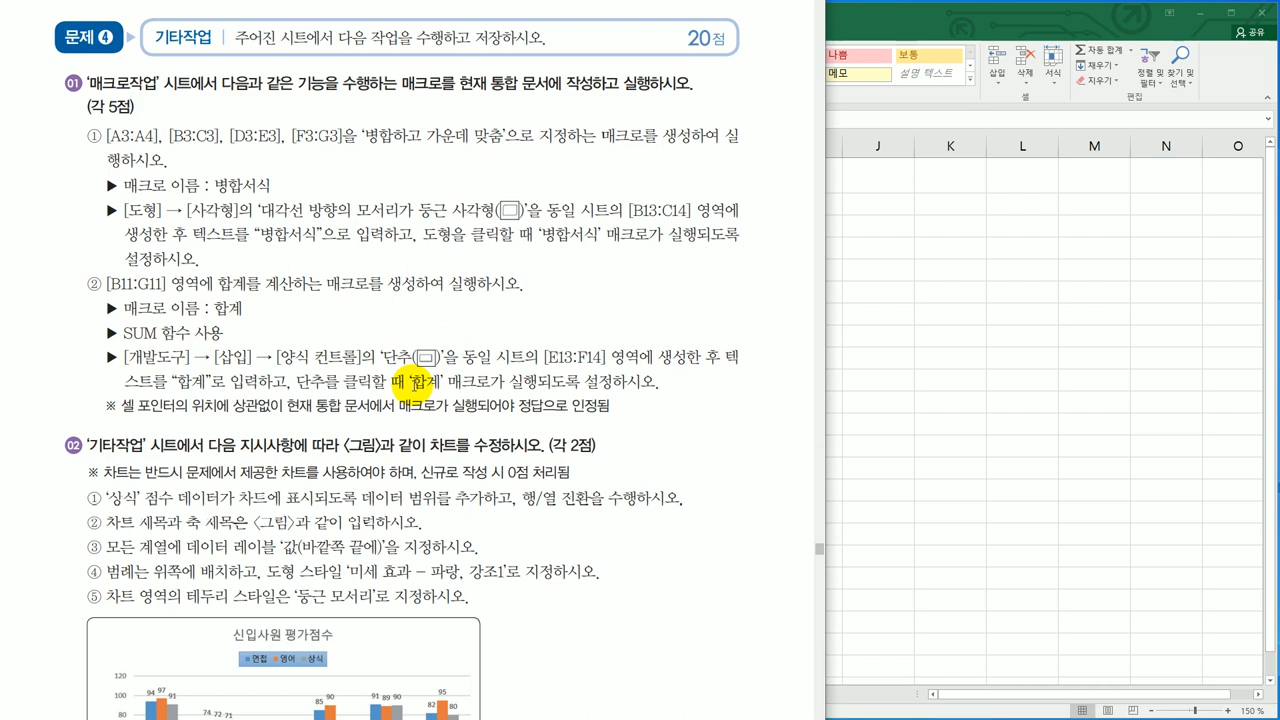 문제 ❹ 기타작업 | 주어진 시트에서 다음 작업을 수행하고 저장하시오. 20점
01 ‘매크로작업’ 시트에서 다음과 같은 기능을 수행하는 매크로를 현재 통합 문서에 작성하고 실행하시오.
(각 5점)
① [A3:A4], [B3:C3], [D3:E3], [F3:G3]을 ‘병합하고 가운데 맞춤’으로 지정하는 매크로를 생성하여 실
행하시오.
▶ 매크로 이름 : 병합서식
▶ [도형] → [사각형]의 ‘대각선 방향의 모서리가 둥근 사각형(□)’을 동일 시트의 [B13:C14] 영역에
생성한 후 텍스트를 “병합서식”으로 입력하고, 도형을 클릭할 때 ‘병합서식’ 매크로가 실행되도록
설정하시오.
② [B11:G11] 영역에 합계를 계산하는 매크로를 생성하여 실행하시오.
▶ 매크로 이름 : 합계
▶ SUM 함수 사용
▶ [개발도구] → [삽입] → [양식 컨트롤]의 ‘단추(□)’을 동일 시트의 [E13:F14] 영역에 생성한 후 텍
스트를 “합계”로 입력하고, 단추를 클릭할 때 ‘합계’ 매크로가 실행되도록 설정하시오.
※ 셀 포인터의 위치에 상관없이 현재 통합 문서에서 매크로가 실행되어야 정답으로 인정됨
02 ‘기타작업’ 시트에서 다음 지시사항에 따라 〈그림〉과 같이 차트를 수정하시오. (각 2점)
※ 차트는 반드시 문제에서 제공한 차트를 사용하여야 하며, 신규로 작성 시 0점 처리됨
① ‘상식’ 점수 데이터가 차드에 표시되도록 데이터 범위를 추가하고, 행/열 진환을 수행하시오.
② 차트 세목과 축 세목은 〈그림〉과 같이 입력하시오.
③ 모든 계열에 데이터 레이블 ‘값(바깥쪽 끝에)’을 지정하시오.
④ 범례는 위쪽에 배치하고, 도형 스타일 ‘미세 효과 – 파랑, 강조1’로 지정하시오.
⑤ 차트 영역의 테두리 스타일은 ‘둥근 모서리’로 지정하시오.
신입사원 평가점수
면접 영어 상식
120
100
80
94 97 91
74 72 71
85 90
91 89 90
82 95 80
공유
나쁨 보통
메모 설명 텍스트
삽입 삭제 서식
셀
자동 합계
채우기
지우기
정렬 및 필터
찾기 및 선택
편집
J K L M N O
150 %